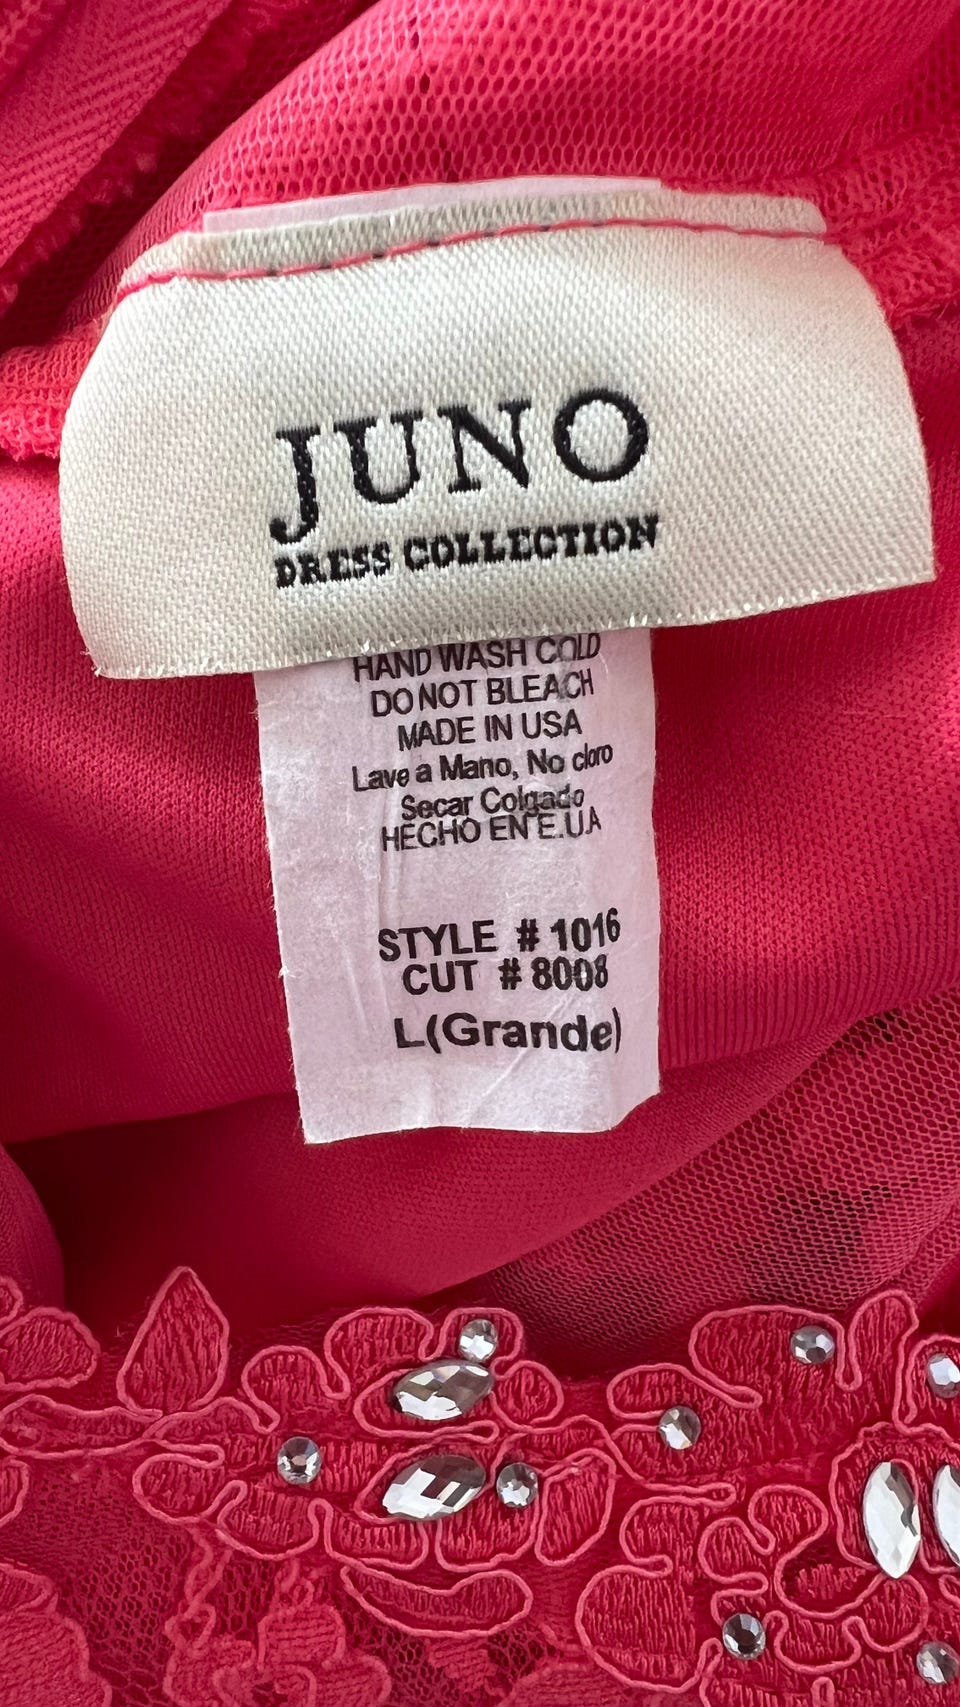 JUNO
DRESS COLLECTION
HAND WASH COLD
DO NOT BLEACH
MADE IN USA
Lave a Mano, No cloro
Secar Colgado
HECHO EN E.U.A
STYLE # 1016
CUT # 8008
L(Grande)